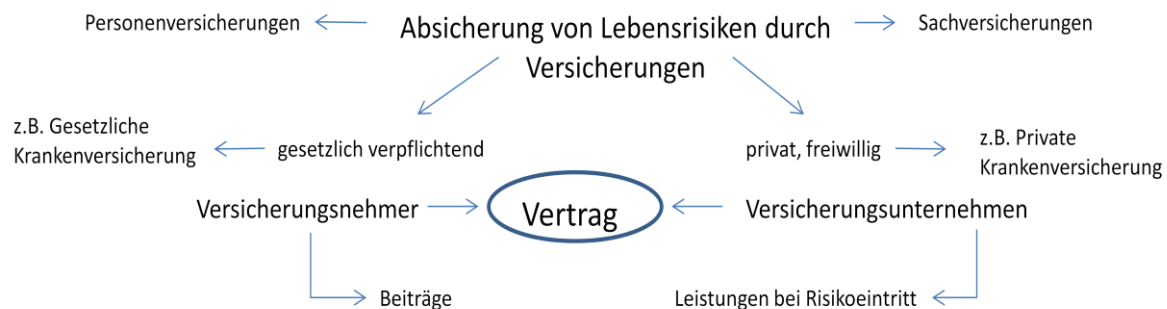 Personenversicherungen
Absicherung von Lebensrisiken durch
Versicherungen
Sachversicherungen
z.B. Gesetzliche
Krankenversicherung
gesetzlich verpflichtend
privat, freiwillig
z.B. Private
Krankenversicherung
Versicherungsnehmer
Vertrag
Versicherungsunternehmen
Beiträge
Leistungen bei Risikoeintritt